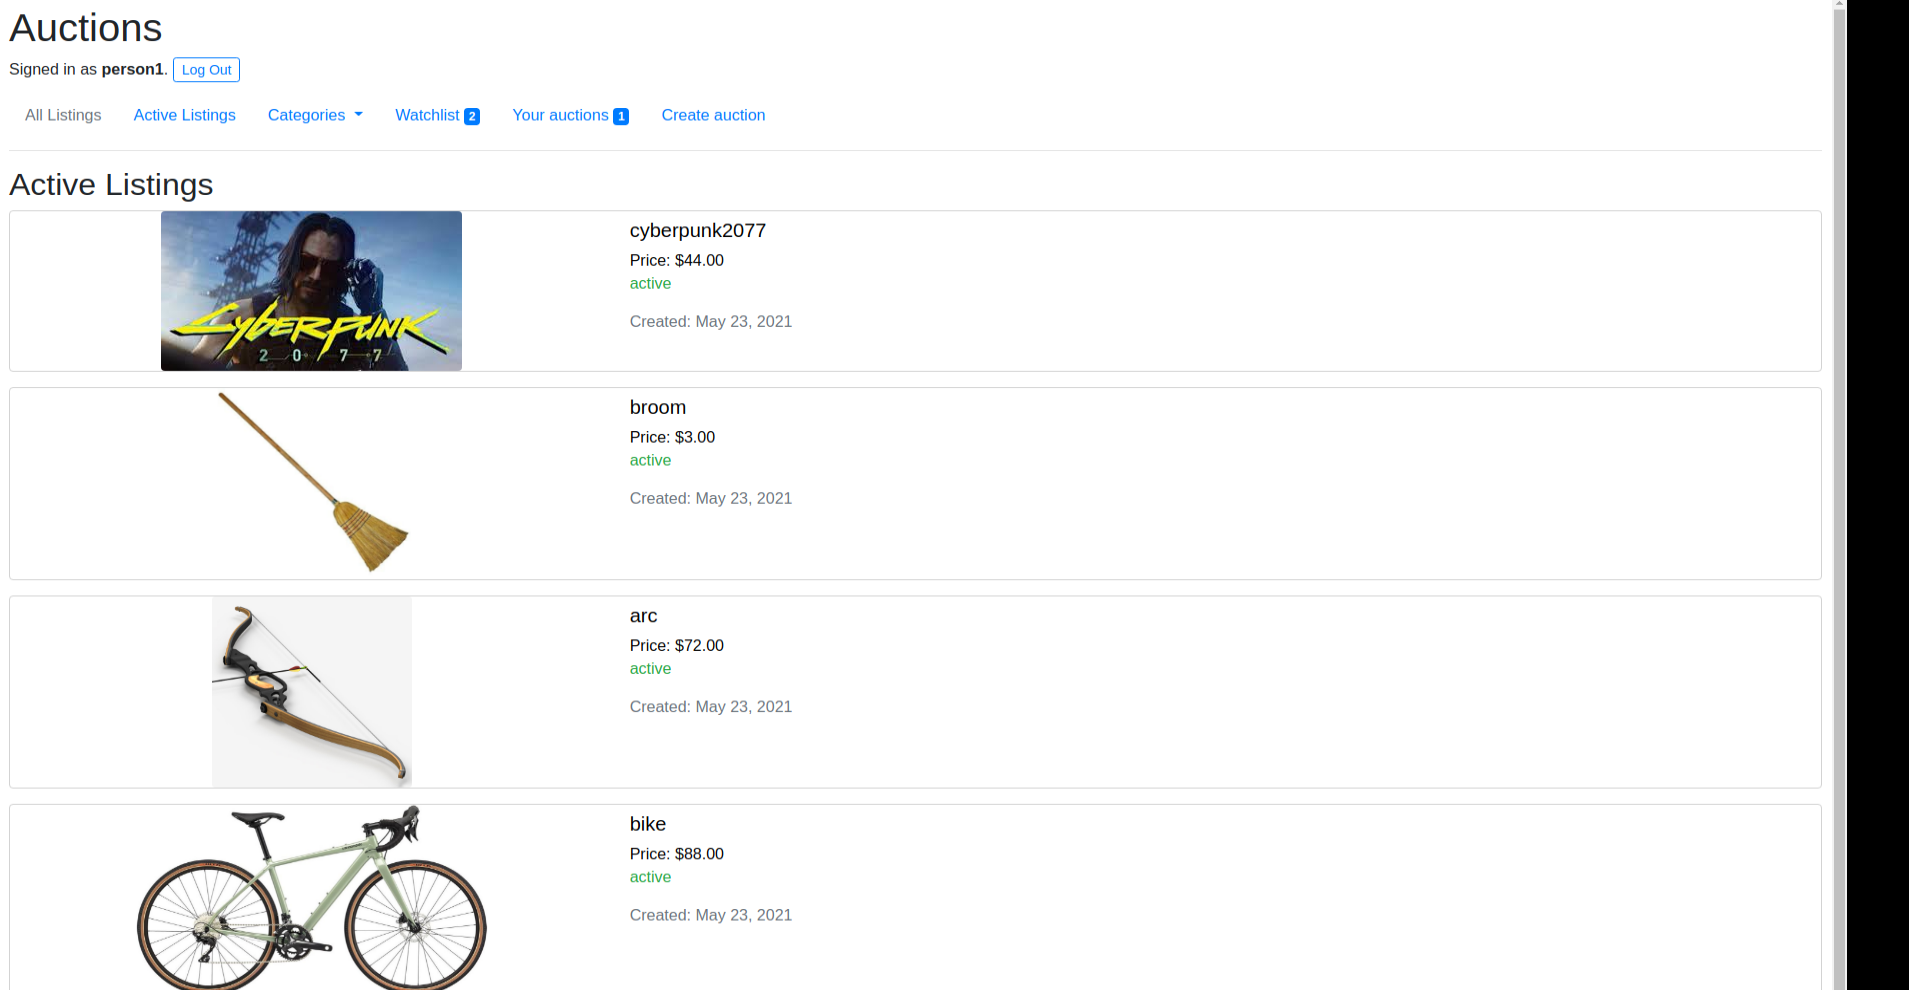 Auctions
Signed in as person1. Log Out
All Listings Active Listings Categories Watchlist 2 Your auctions 1 Create auction
Active Listings
CYBERPUNK
2077
cyberpunk2077
Price: $44.00
active
Created: May 23, 2021
broom
Price: $3.00
active
Created: May 23, 2021
arc
Price: $72.00
active
Created: May 23, 2021
bike
Price: $88.00
active
Created: May 23, 2021